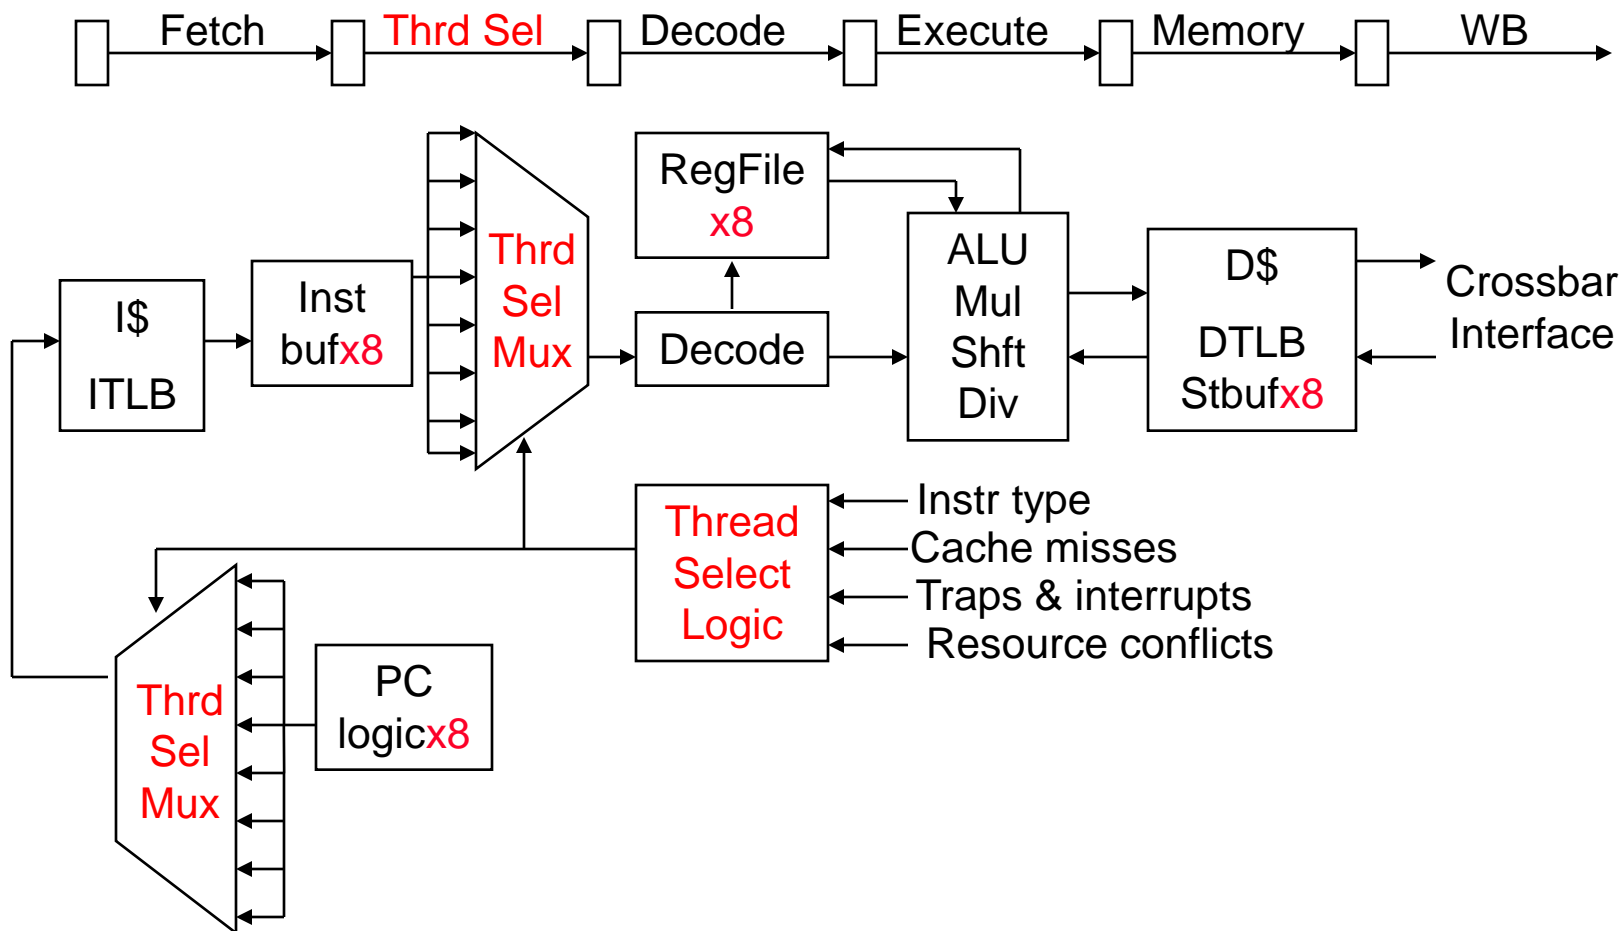 Fetch
Thrd Sel
Decode
Execute
Memory
WB
I$
ITLB
Inst
bufx8
Thrd
Sel
Mux
RegFile
x8
Decode
ALU
Mul
Shft
Div
D$
DTLB
Stbufx8
Crossbar
Interface
Thread
Select
Logic
Instr type
Cache misses
Traps & interrupts
Resource conflicts
Thrd
Sel
Mux
PC
logicx8